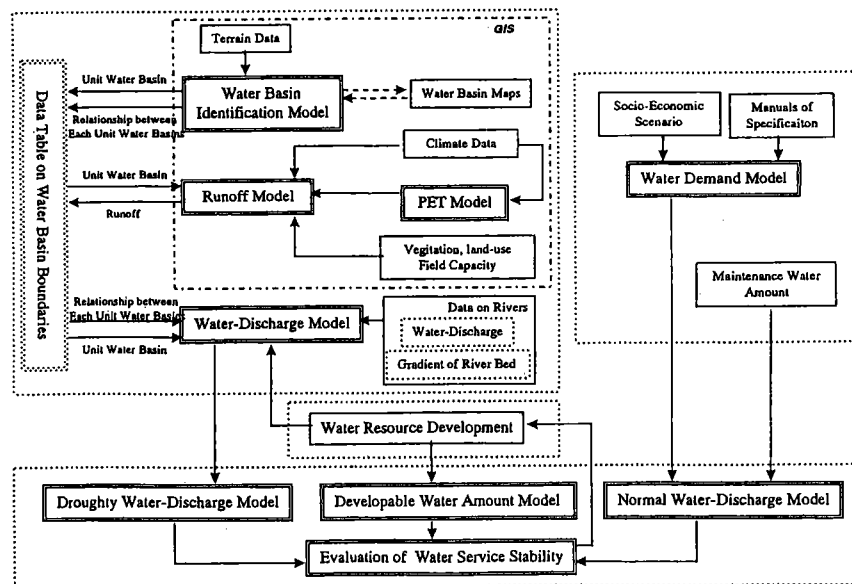 GIS
Terrain Data
Unit Water Basin
Water Basin
Identification Model
Water Basin Maps
Relationship between
Each Unit Water Basins
Data Table on Water Basin Boundaries
Climate Data
Unit Water Basin
Runoff Model
PET Model
Runoff
Vegitation, land-use
Field Capacity
Relationship between
Each Unit Water Basins
Water-Discharge Model
Unit Water Basin
Data on Rivers
Water-Discharge
Gradient of River Bed
Socio-Economic
Scenario
Manuals of
Specificaiton
Water Demand Model
Maintenance Water
Amount
Water Resource Development
Droughty Water-Discharge Model
Developable Water Amount Model
Normal Water-Discharge Model
Evaluation of Water Service Stability